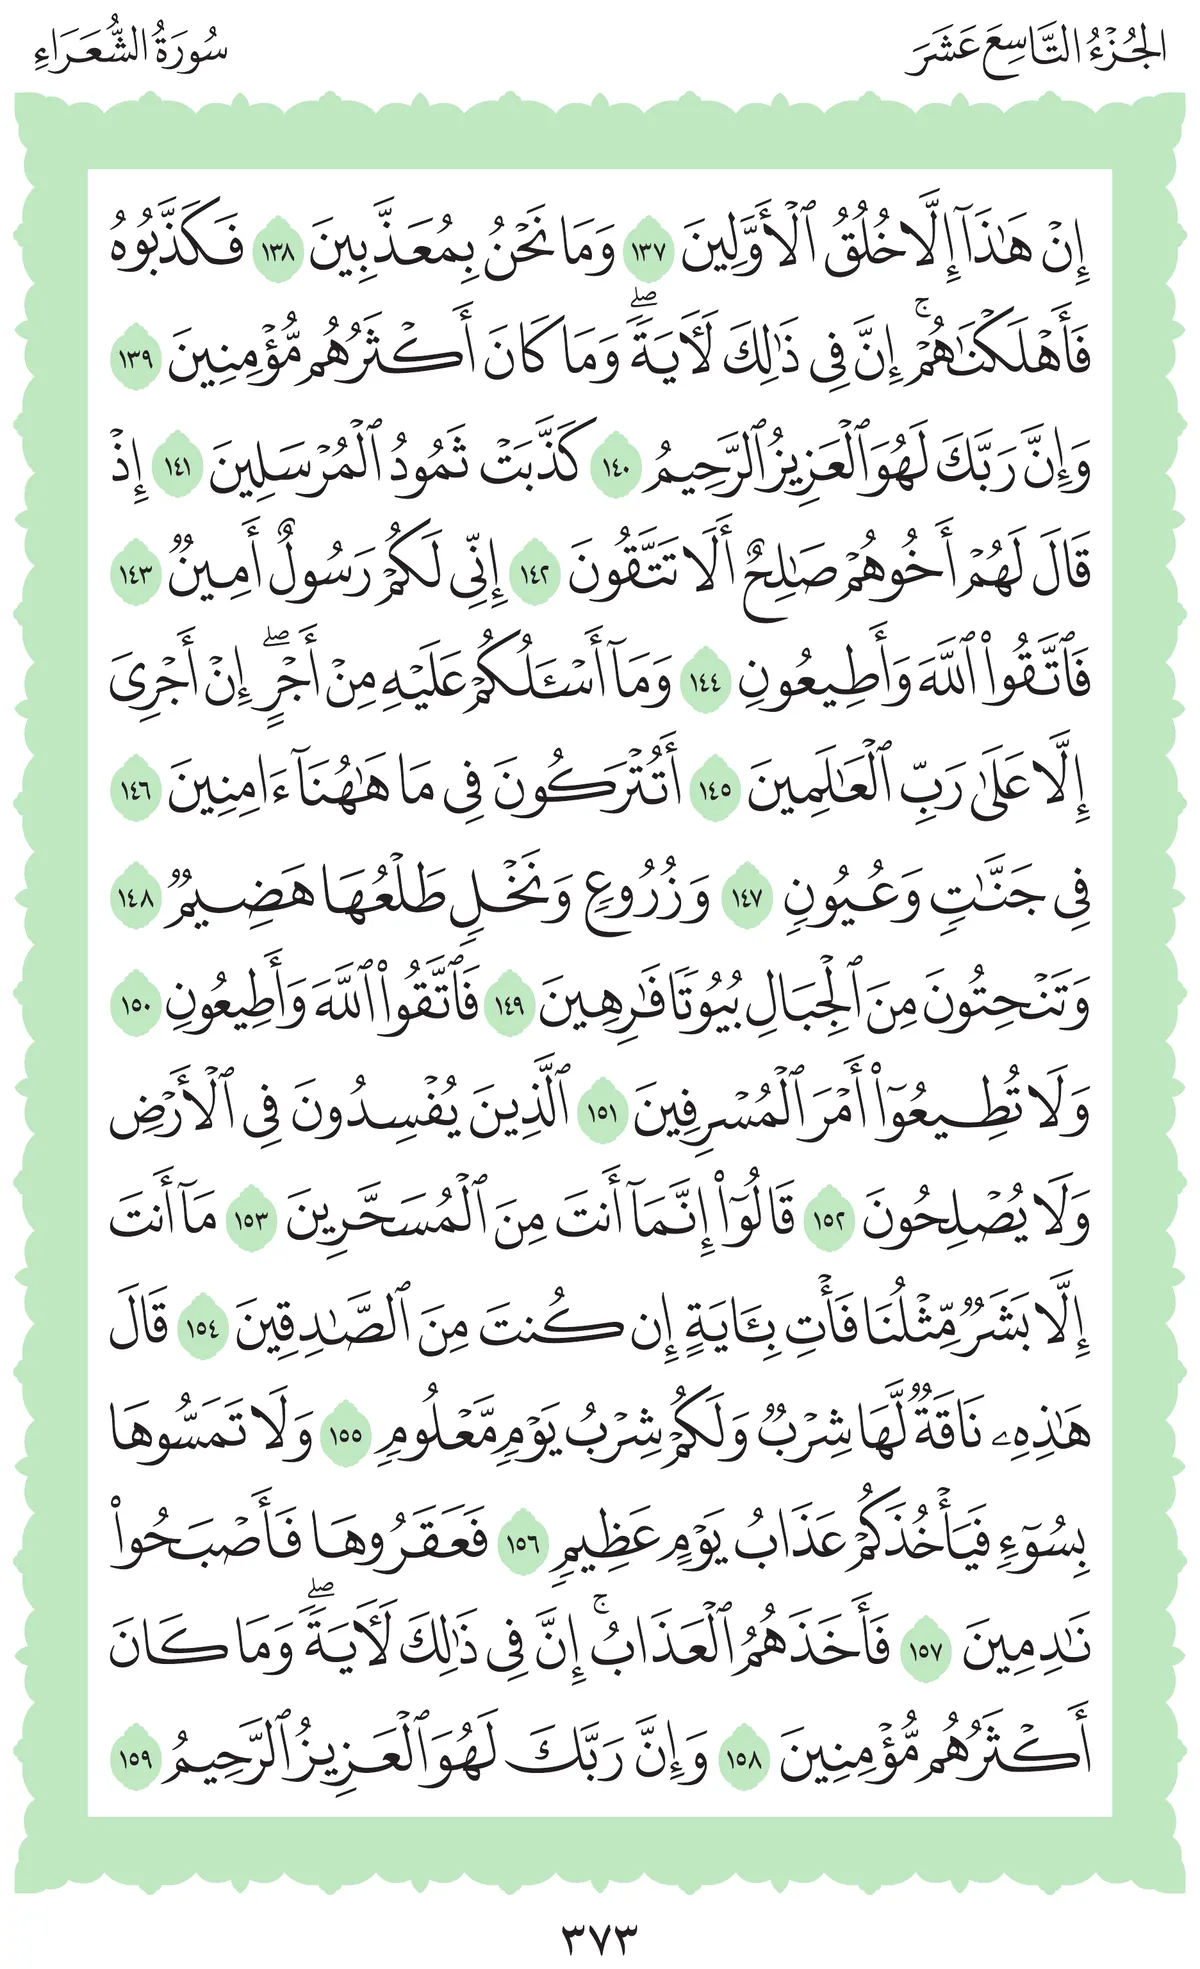 الجُزْءُ التَّاسِعَ عَشَرَ
سُورَةُ الشُّعَرَاءِ
إِنْ هَٰذَآ إِلَّا خُلُقُ ٱلْأَوَّلِينَ ١٣٧ وَمَا نَحْنُ بِمُعَذَّبِينَ ١٣٨ فَكَذَّبُوهُ
فَأَهْلَكْنَٰهُمْۚ إِنَّ فِى ذَٰلِكَ لَءَايَةًۖ وَمَا كَانَ أَكْثَرُهُم مُّؤْمِنِينَ ١٣٩
وَإِنَّ رَبَّكَ لَهُوَ ٱلْعَزِيزُ ٱلرَّحِيمُ ١٤٠ كَذَّبَتْ ثَمُودُ ٱلْمُرْسَلِينَ ١٤١ إِذْ
قَالَ لَهُمْ أَخُوهُمْ صَٰلِحٌ أَلَا تَتَّقُونَ ١٤٢ إِنِّى لَكُمْ رَسُولٌ أَمِينٌ ١٤٣
فَٱتَّقُوا۟ ٱللَّهَ وَأَطِيعُونِ ١٤٤ وَمَآ أَسْـَٔلُكُمْ عَلَيْهِ مِنْ أَجْرٍۖ إِنْ أَجْرِىَ
إِلَّا عَلَىٰ رَبِّ ٱلْعَٰلَمِينَ ١٤٥ أَتُتْرَكُونَ فِى مَا هَٰهُنَآ ءَامِنِينَ ١٤٦
فِى جَنَّٰتٍ وَعُيُونٍ ١٤٧ وَزُرُوعٍ وَنَخْلٍ طَلْعُهَا هَضِيمٌ ١٤٨
وَتَنْحِتُونَ مِنَ ٱلْجِبَالِ بُيُوتًا فَٰرِهِينَ ١٤٩ فَٱتَّقُوا۟ ٱللَّهَ وَأَطِيعُونِ ١٥٠
وَلَا تُطِيعُوٓا۟ أَمْرَ ٱلْمُسْرِفِينَ ١٥١ ٱلَّذِينَ يُفْسِدُونَ فِى ٱلْأَرْضِ
وَلَا يُصْلِحُونَ ١٥٢ قَالُوٓا۟ إِنَّمَآ أَنتَ مِنَ ٱلْمُسَحَّرِينَ ١٥٣ مَآ أَنتَ
إِلَّا بَشَرٌ مِّثْلُنَا فَأْتِ بِـَٔايَةٍ إِن كُنتَ مِنَ ٱلصَّٰدِقِينَ ١٥٤ قَالَ
هَٰذِهِۦ نَاقَةٌ لَّهَا شِرْبٌ وَلَكُمْ شِرْبُ يَوْمٍ مَّعْلُومٍ ١٥٥ وَلَا تَمَسُّوهَا
بِسُوٓءٍ فَيَأْخُذَكُمْ عَذَابُ يَوْمٍ عَظِيمٍ ١٥٦ فَعَقَرُوهَا فَأَصْبَحُوا۟
نَٰدِمِينَ ١٥٧ فَأَخَذَهُمُ ٱلْعَذَابُۚ إِنَّ فِى ذَٰلِكَ لَءَايَةًۖ وَمَا كَانَ
أَكْثَرُهُم مُّؤْمِنِينَ ١٥٨ وَإِنَّ رَبَّكَ لَهُوَ ٱلْعَزِيزُ ٱلرَّحِيمُ ١٥٩
٣٧٣